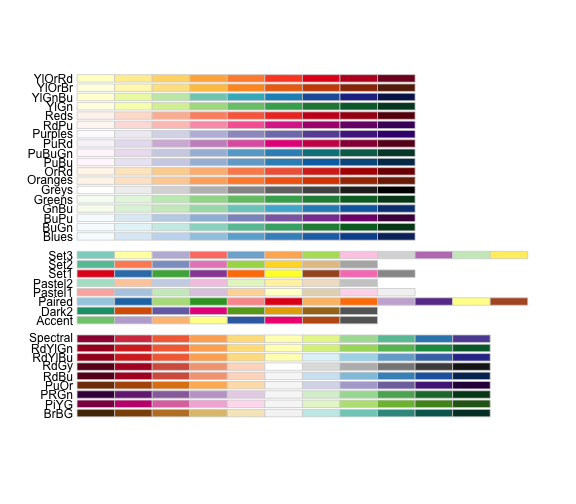 YlOrRd
YlOrBr
YlGnBu
YlGn
Reds
RdPu
Purples
PuRd
PuBuGn
PuBu
OrRd
Oranges
Greys
Greens
GnBu
BuPu
BuGn
Blues
Set3
Set2
Set1
Pastel2
Pastel1
Paired
Dark2
Accent
Spectral
RdYlGn
RdYlBu
RdGy
RdBu
PuOr
PRGn
PiYG
BrBG